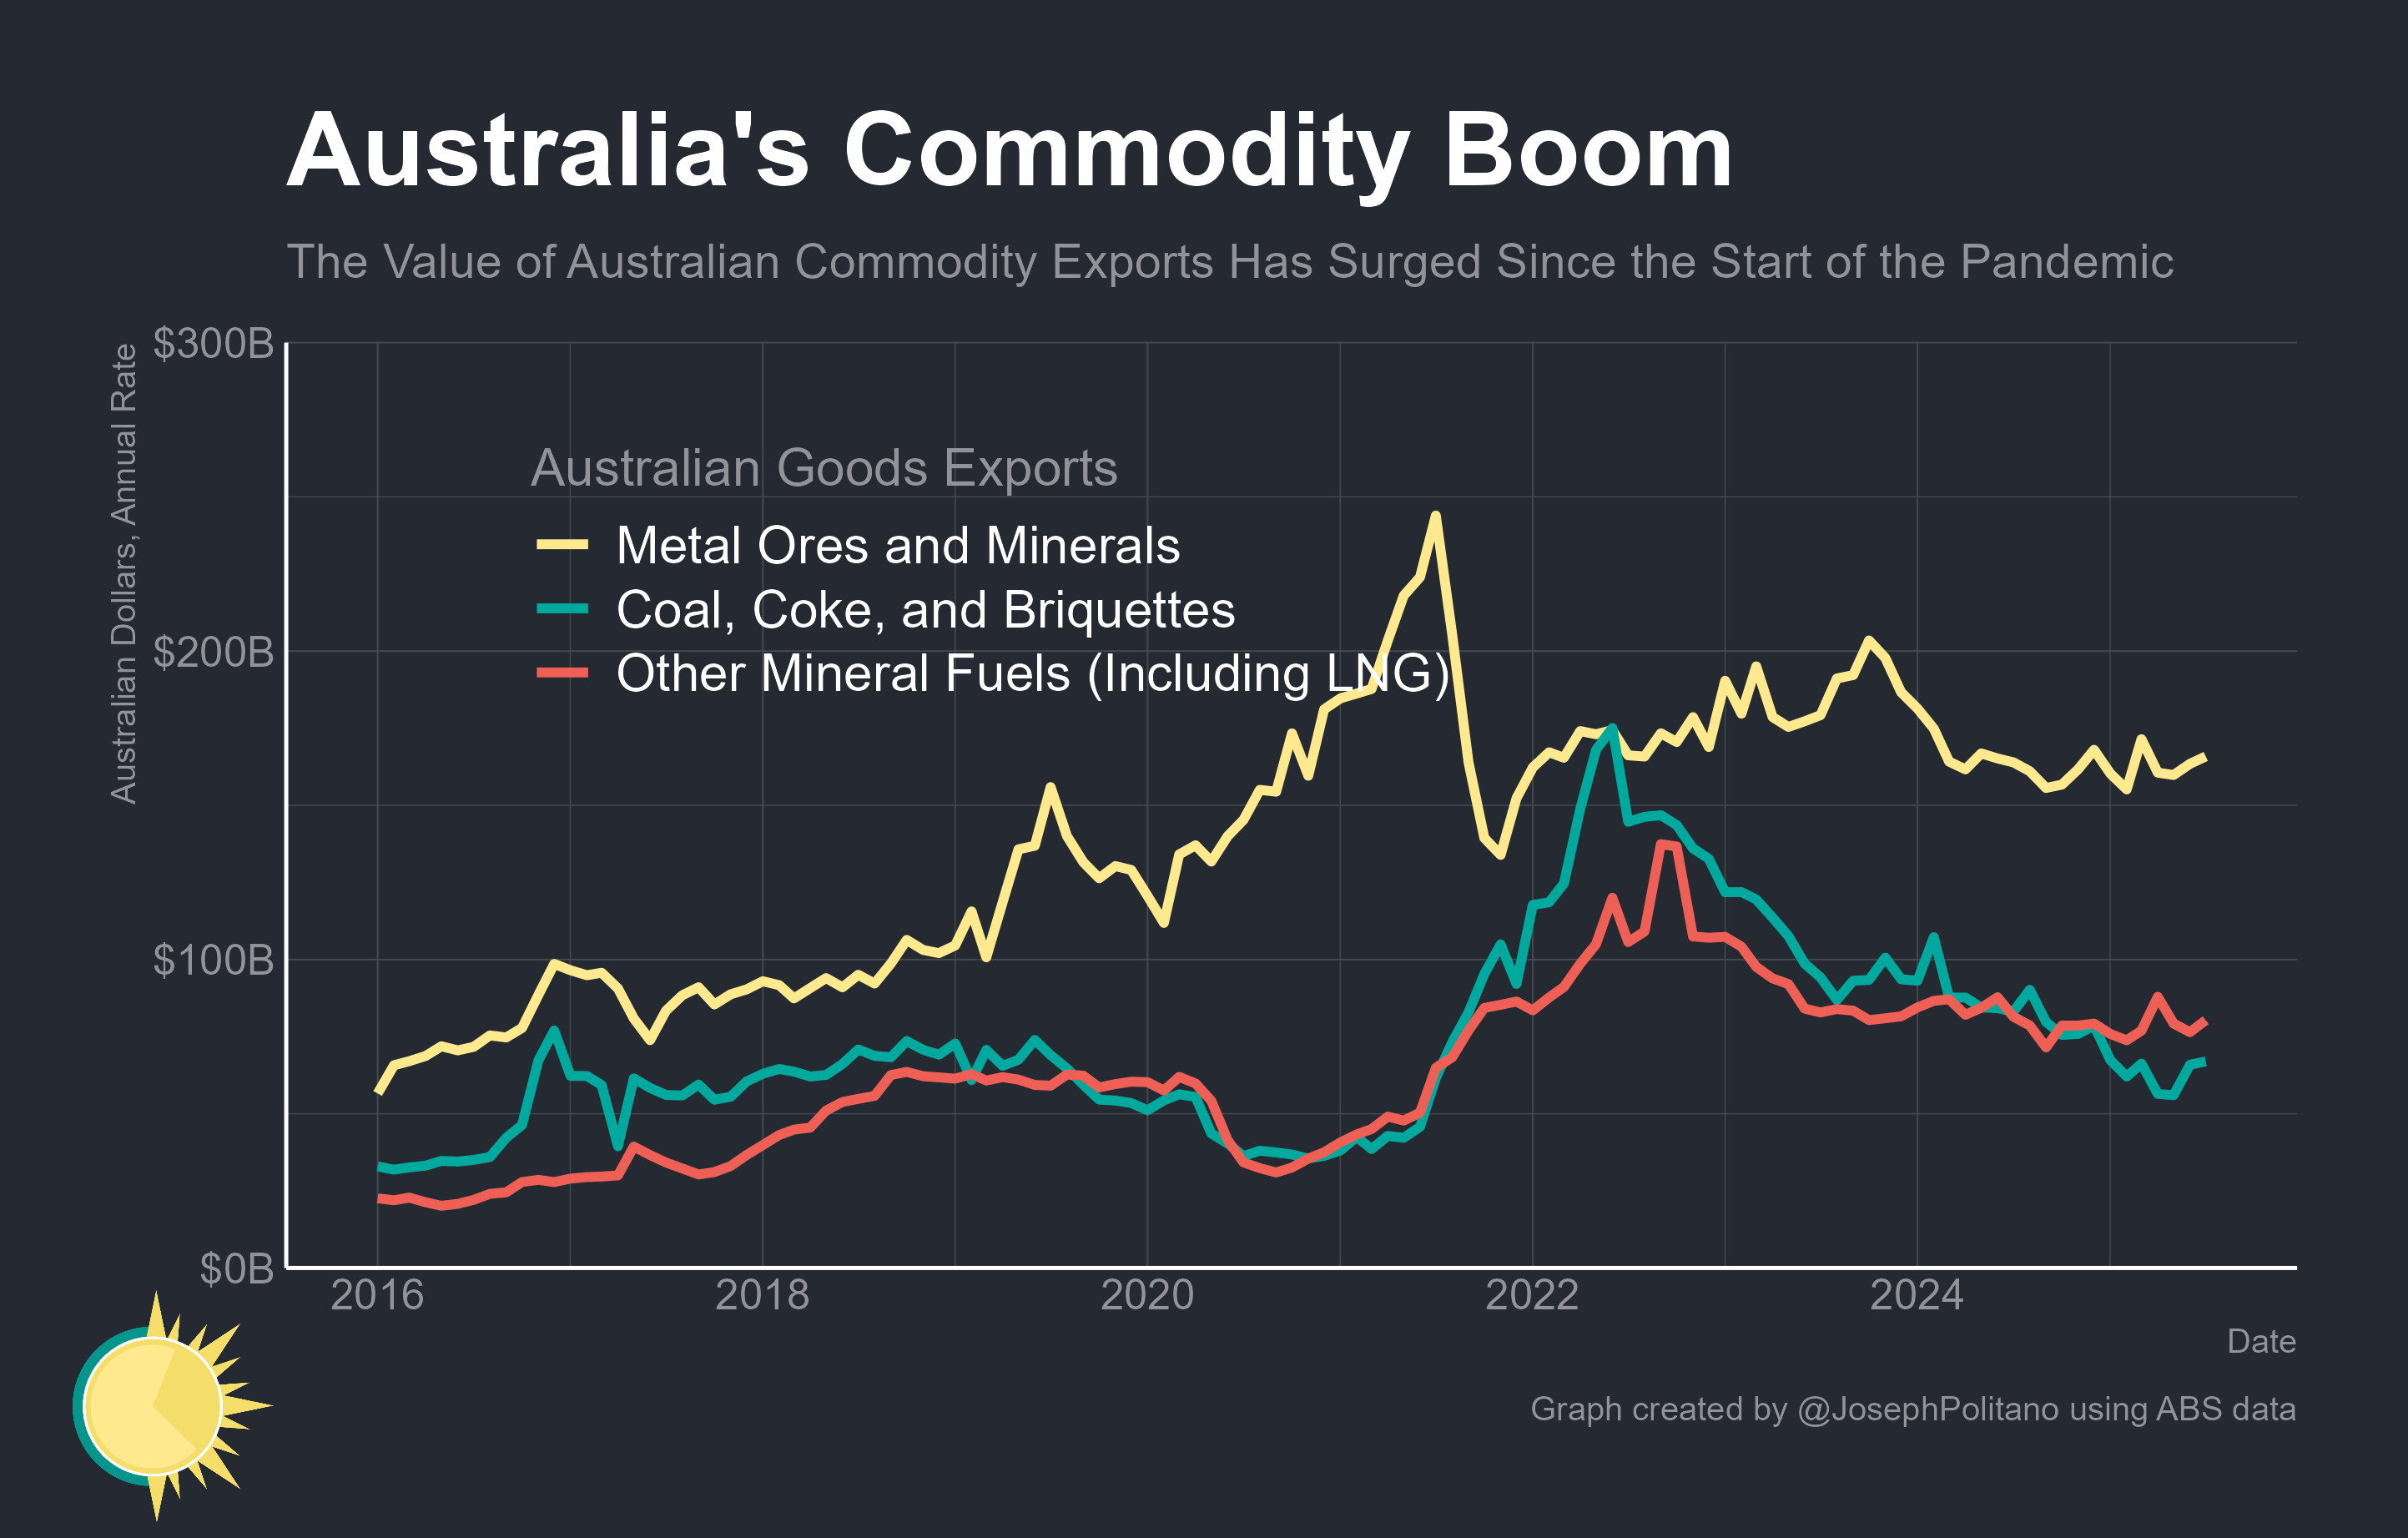 Australia's Commodity Boom
The Value of Australian Commodity Exports Has Surged Since the Start of the Pandemic
Australian Dollars, Annual Rate
$300B
$200B
$100B
$0B
Australian Goods Exports
Metal Ores and Minerals
Coal, Coke, and Briquettes
Other Mineral Fuels (Including LNG)
2016
2018
2020
2022
2024
Date
Graph created by @JosephPolitano using ABS data